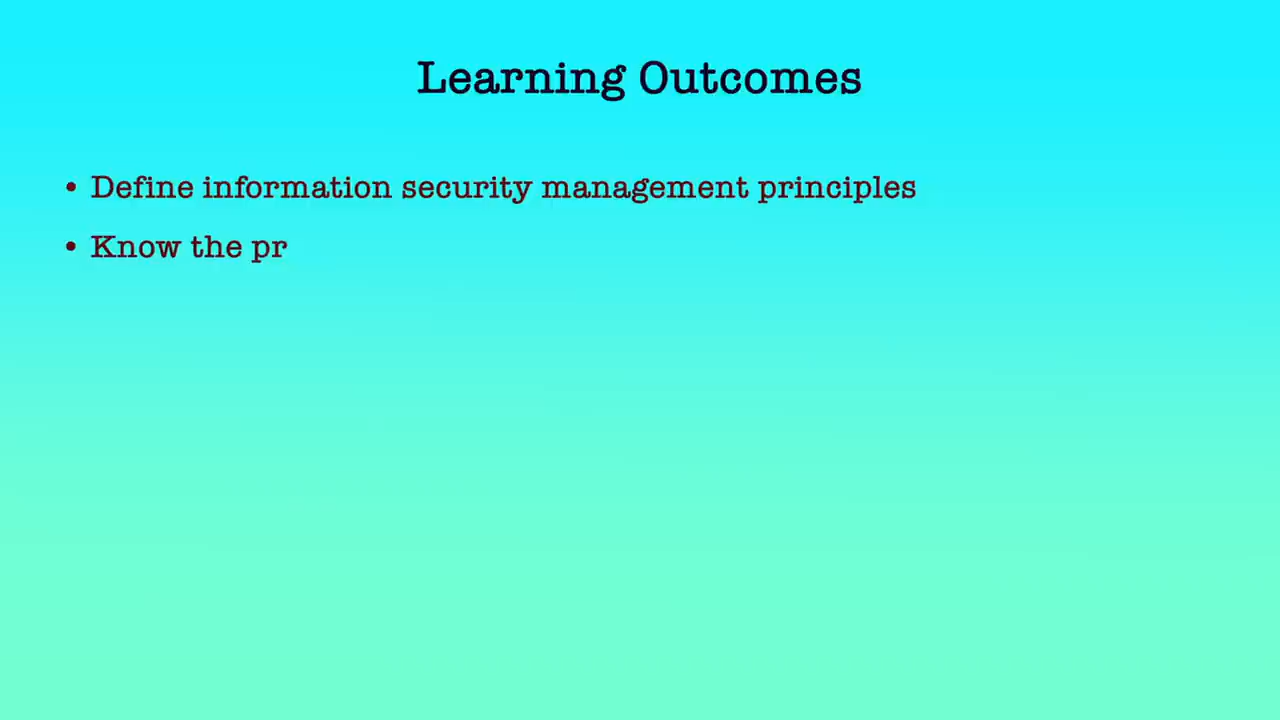 Learning Outcomes
• Define information security management principles
• Know the pr